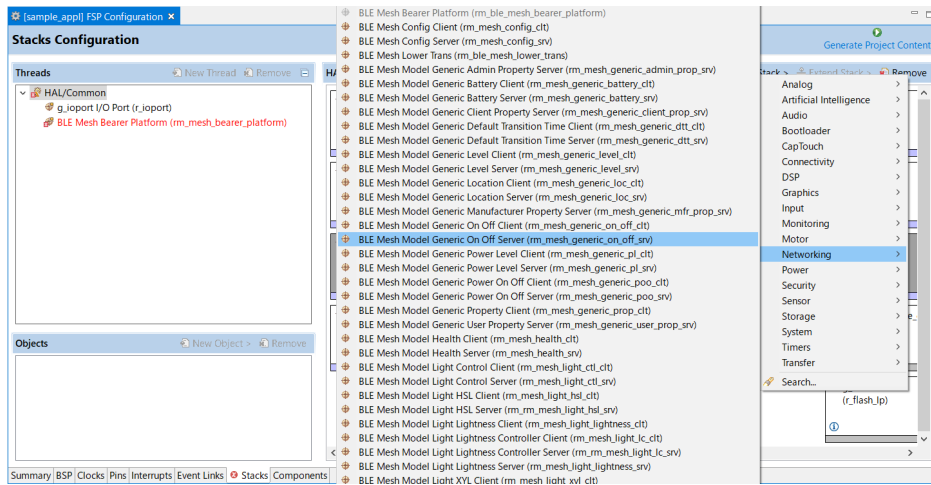 [sample_appl] FSP Configuration
Stacks Configuration
Generate Project Content
Threads
New Thread
Remove
HAL/Common
g_ioport I/O Port (r_ioport)
BLE Mesh Bearer Platform (rm_mesh_bearer_platform)
Objects
New Object >
Remove
HA
Stack >
Extend Stack >
Remove
BLE Mesh Bearer Platform (rm_ble_mesh_bearer_platform)
BLE Mesh Config Client (rm_mesh_config_clt)
BLE Mesh Config Server (rm_mesh_config_srv)
BLE Mesh Lower Trans (rm_ble_mesh_lower_trans)
BLE Mesh Model Generic Admin Property Server (rm_mesh_generic_admin_prop_srv)
BLE Mesh Model Generic Battery Client (rm_mesh_generic_battery_clt)
BLE Mesh Model Generic Battery Server (rm_mesh_generic_battery_srv)
BLE Mesh Model Generic Client Property Server (rm_mesh_generic_client_prop_srv)
BLE Mesh Model Generic Default Transition Time Client (rm_mesh_generic_dtt_clt)
BLE Mesh Model Generic Default Transition Time Server (rm_mesh_generic_dtt_srv)
BLE Mesh Model Generic Level Client (rm_mesh_generic_level_clt)
BLE Mesh Model Generic Level Server (rm_mesh_generic_level_srv)
BLE Mesh Model Generic Location Client (rm_mesh_generic_loc_clt)
BLE Mesh Model Generic Location Server (rm_mesh_generic_loc_srv)
BLE Mesh Model Generic Manufacturer Property Server (rm_mesh_generic_mfr_prop_srv)
BLE Mesh Model Generic On Off Client (rm_mesh_generic_on_off_clt)
BLE Mesh Model Generic On Off Server (rm_mesh_generic_on_off_srv)
BLE Mesh Model Generic Power Level Client (rm_mesh_generic_pl_clt)
BLE Mesh Model Generic Power Level Server (rm_mesh_generic_pl_srv)
BLE Mesh Model Generic Power On Off Client (rm_mesh_generic_poo_clt)
BLE Mesh Model Generic Power On Off Server (rm_mesh_generic_poo_srv)
BLE Mesh Model Generic Property Client (rm_mesh_generic_prop_clt)
BLE Mesh Model Generic User Property Server (rm_mesh_generic_user_prop_srv)
BLE Mesh Model Health Client (rm_mesh_health_clt)
BLE Mesh Model Health Server (rm_mesh_health_srv)
BLE Mesh Model Light Control Client (rm_mesh_light_ctl_clt)
BLE Mesh Model Light Control Server (rm_mesh_light_ctl_srv)
BLE Mesh Model Light HSL Client (rm_mesh_light_hsl_clt)
BLE Mesh Model Light HSL Server (rm_rm_mesh_light_hsl_srv)
BLE Mesh Model Light Lightness Client (rm_mesh_light_lightness_clt)
BLE Mesh Model Light Lightness Controller Client (rm_mesh_light_lc_clt)
BLE Mesh Model Light Lightness Controller Server (rm_rm_mesh_light_lc_srv)
BLE Mesh Model Light Lightness Server (rm_mesh_light_lightness_srv)
BLE Mesh Model Light XYL Client (rm_mesh_light_xyl_clt)
Analog
Artificial Intelligence
Audio
Bootloader
CapTouch
Connectivity
DSP
Graphics
Input
Monitoring
Motor
Networking
Power
Security
Sensor
Storage
System
Timers
Transfer
Search...
(r_flash_lp)
Summary BSP Clocks Pins Interrupts Event Links Stacks Components